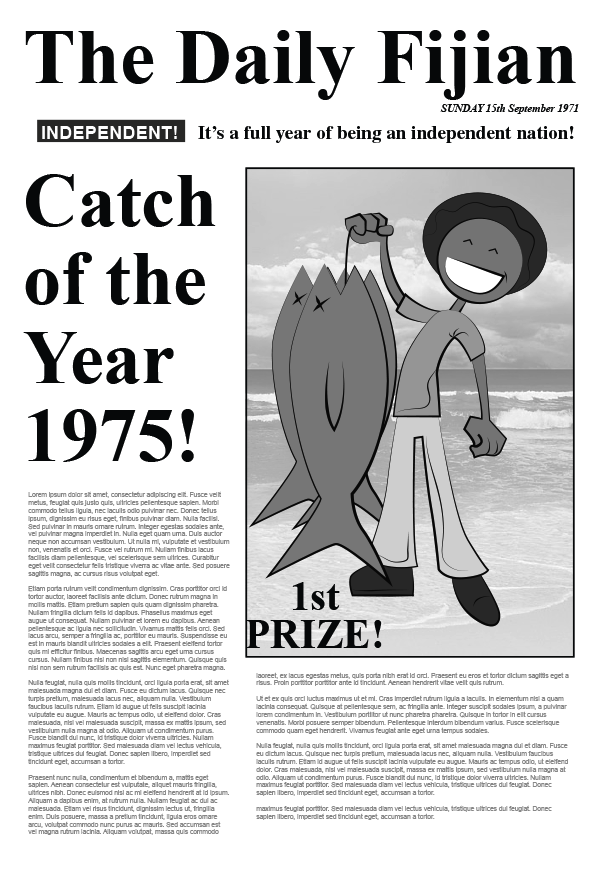 The Daily Fijian
SUNDAY 15th September 1971
INDEPENDENT! It's a full year of being an independent nation!
Catch
of the
Year
1975!
1st
PRIZE!
Lorem ipsum dolor sit amet, consectetur adipiscing elit. Fusce velit
metus, feugiat quis justo quis, ultricies pellentesque sapien. Morbi
commodo tellus ligula, nec iaculis odio pulvinar nec. Donec tellus
ipsum, dignissim eu risus eget, finibus pulvinar diam. Nulla facilisi.
Sed pulvinar in mauris ornare rutrum. Integer egestas sodales ante,
vel pulvinar magna imperdiet in. Nulla eget quam urna. Duis auctor
neque non accumsan vestibulum. Ut nulla mi, vulputate et vestibulum
non, venenatis et orci. Fusce vel rutrum mi. Nullam finibus lacus
facilisis diam pellentesque, vel scelerisque sem ultrices. Curabitur
eget velit consectetur felis tristique viverra ac vitae ante. Sed posuere
sagittis magna, ac cursus risus volutpat eget.
Etiam porta rutrum velit condimentum dignissim. Cras porttitor orci id
tortor auctor, laoreet facilisis ante dictum. Donec rutrum magna in
mollis mattis. Etiam pretium sapien quis quam dignissim pharetra.
Nullam fringilla dictum felis id dapibus. Phasellus maximus eget
augue ut consequat. Nullam pulvinar et lorem eu dapibus. Aenean
pellentesque ac ligula nec sollicitudin. Vivamus mattis felis orci. Sed
lacus arcu, semper a fringilla ac, porttitor eu mauris. Suspendisse eu
est in mauris blandit ultricies sodales a elit. Praesent eleifend tortor
quis mi efficitur finibus. Maecenas sagittis arcu eget urna cursus
cursus. Nullam finibus nisl non nisi sagittis elementum. Quisque quis
nisl non sem rutrum facilisis ac quis est. Nunc eget pharetra magna.
Nulla feugiat, nulla quis mollis tincidunt, orci ligula porta erat, sit amet
malesuada magna dui et diam. Fusce eu dictum lacus. Quisque nec
turpis pretium, malesuada lacus nec, aliquam nulla. Vestibulum
faucibus iaculis rutrum. Etiam id augue ut felis suscipit iaculis
vulputate eu augue. Mauris ac tempus odio, ut eleifend dolor. Cras
malesuada, nisl vel malesuada suscipit, massa ex mattis ipsum, sed
vestibulum magna at odio. Aliquam ut condimentum purus.
Fusce blandit dui nunc, id tristique dolor viverra ultricies. Nullam
maximus feugiat porttitor. Sed malesuada diam vel lectus vehicula,
tristique ultrices dui feugiat. Donec sapien libero, imperdiet sed
tincidunt eget, accumsan a tortor.
Praesent nunc nulla, condimentum et bibendum a, mattis eget
sapien. Aenean consectetur est vulputate, aliquet mauris fringilla,
ultrices nibh. Donec euismod nisi ac mi eleifend hendrerit at id ipsum.
Aliquam a dapibus enim, at rutrum nulla. Nullam feugiat ac dui ac
malesuada. Etiam vel risus tincidunt, dignissim lectus ut, fringilla
enim. Duis posuere, massa a pretium tincidunt, ligula eros ornare
arcu, volutpat commodo nunc purus ac mauris. Sed accumsan est
vel magna rutrum lacinia. Aliquam volutpat, massa quis commodo
laoreet, ex lacus egestas metus, quis porta nibh erat id orci. Praesent eu eros et tortor dictum sagittis eget a
risus. Proin porttitor porttitor ante id tincidunt. Aenean hendrerit vitae velit quis rutrum.
Ut et ex quis orci luctus maximus ut et mi. Cras imperdiet rutrum ligula a iaculis. In elementum nisl a quam
lacinia consequat. Quisque at pellentesque sem, ac fringilla ante. Integer suscipit sodales ipsum, a pulvinar
lorem condimentum in. Vestibulum porttitor ut nunc pharetra pharetra. Quisque in tortor in elit cursus
venenatis. Morbi posuere semper bibendum. Pellentesque interdum bibendum varius. Fusce scelerisque
commodo quam eget hendrerit. Vivamus feugiat ante eget urna tempus sodales.
Nulla feugiat, nulla quis mollis tincidunt, orci ligula porta erat, sit amet malesuada magna dui et diam. Fusce
eu dictum lacus. Quisque nec turpis pretium, malesuada lacus nec, aliquam nulla. Vestibulum faucibus
iaculis rutrum. Etiam id augue ut felis suscipit iaculis vulputate eu augue. Mauris ac tempus odio, ut eleifend
dolor. Cras malesuada, nisl vel malesuada suscipit, massa ex mattis ipsum, sed vestibulum magna at
odio. Aliquam ut condimentum purus. Fusce blandit dui nunc, id tristique dolor viverra ultricies. Nullam
maximus feugiat porttitor. Sed malesuada diam vel lectus vehicula, tristique ultrices dui feugiat. Donec
sapien libero, imperdiet sed tincidunt eget, accumsan a tortor.
maximus feugiat porttitor. Sed malesuada diam vel lectus vehicula, tristique ultrices dui feugiat. Donec
sapien libero, imperdiet sed tincidunt eget, accumsan a tortor.